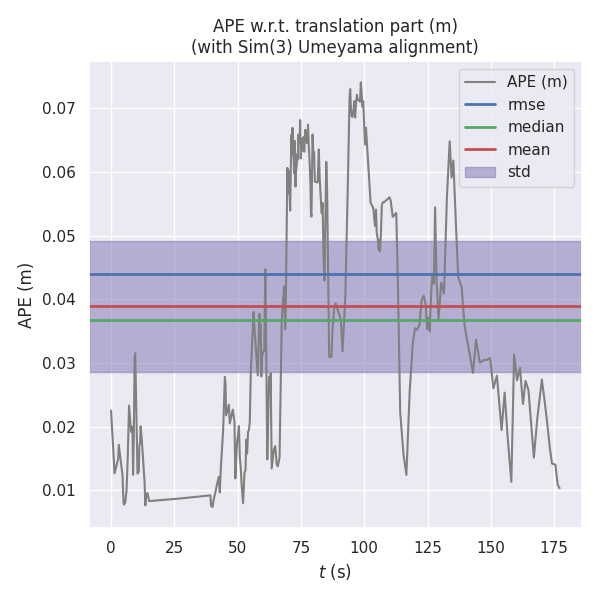 APE w.r.t. translation part (m)
(with Sim(3) Umeyama alignment)
APE (m)
rmse
median
mean
std
APE (m)
0.07
0.06
0.05
0.04
0.03
0.02
0.01
0 25 50 75 100 125 150 175
t (s)